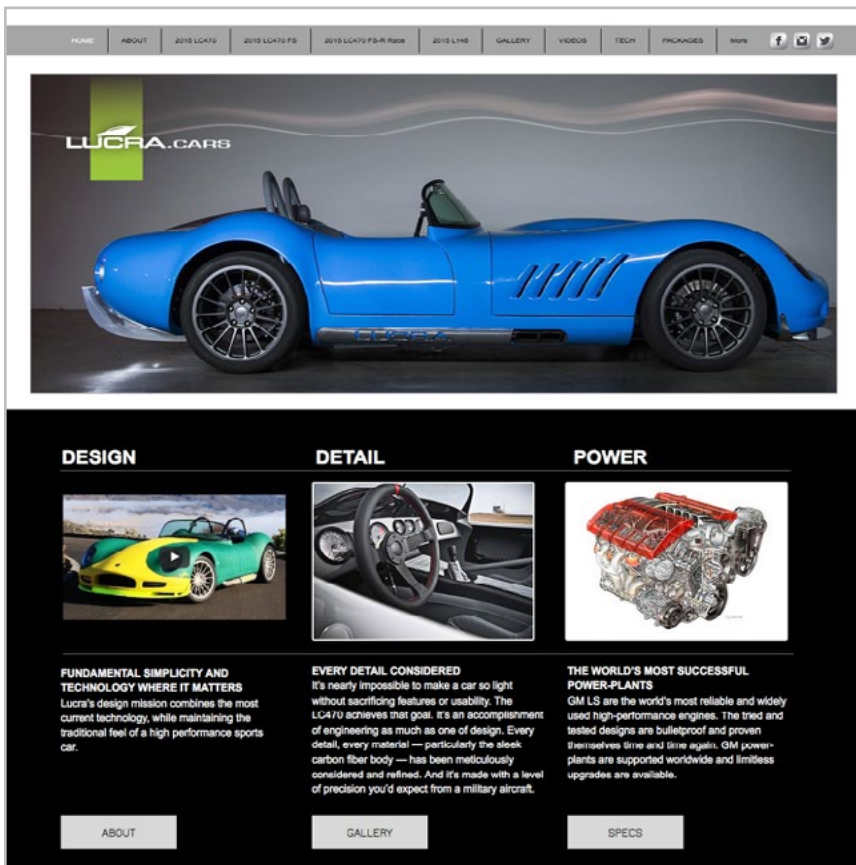 HOME ABOUT 2015 LC470 2015 LC470 FS 2015 LC470 FS-R Race 2015 L148 GALLERY VIDEOS TECH PACKAGES More
LUCRA.CARS
LUCRA
DESIGN
DETAIL
POWER
FUNDAMENTAL SIMPLICITY AND
TECHNOLOGY WHERE IT MATTERS
Lucra's design mission combines the most
current technology, while maintaining the
traditional feel of a high performance sports
car.
EVERY DETAIL CONSIDERED
It's nearly impossible to make a car so light
without sacrificing features or usability. The
LC470 achieves that goal. It's an accomplishment
of engineering as much as one of design. Every
detail, every material — particularly the sleek
carbon fiber body — has been meticulously
considered and refined. And it's made with a level
of precision you'd expect from a military aircraft.
THE WORLD'S MOST SUCCESSFUL
POWER-PLANTS
GM LS are the world's most reliable and widely
used high-performance engines. The tried and
tested designs are bulletproof and proven
themselves time and time again. GM power-
plants are supported worldwide and limitless
upgrades are available.
ABOUT
GALLERY
SPECS